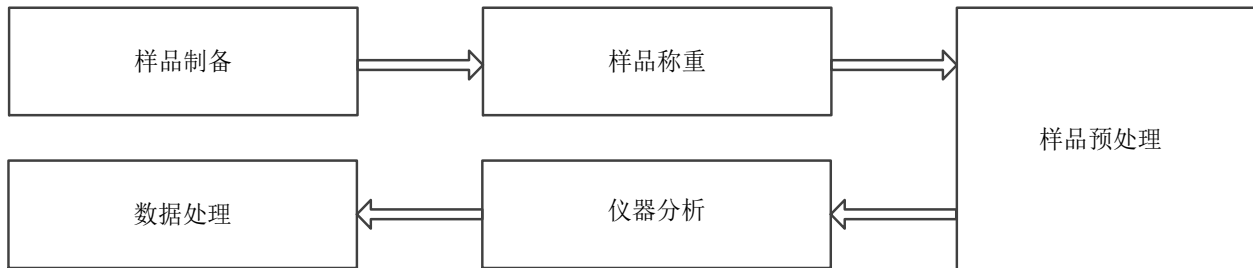 样品制备
样品称重
样品预处理
仪器分析
数据处理